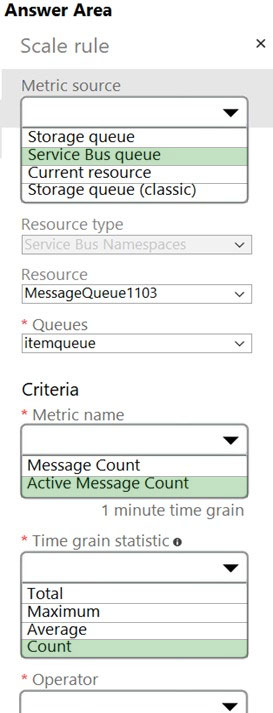 Answer Area
Scale rule
×
Metric source
Storage queue
Service Bus queue
Current resource
Storage queue (classic)
Resource type
Service Bus Namespaces
Resource
MessageQueue1103
* Queues
itemqueue
Criteria
* Metric name
Message Count
Active Message Count
1 minute time grain
* Time grain statistic
Total
Maximum
Average
Count
* Operator